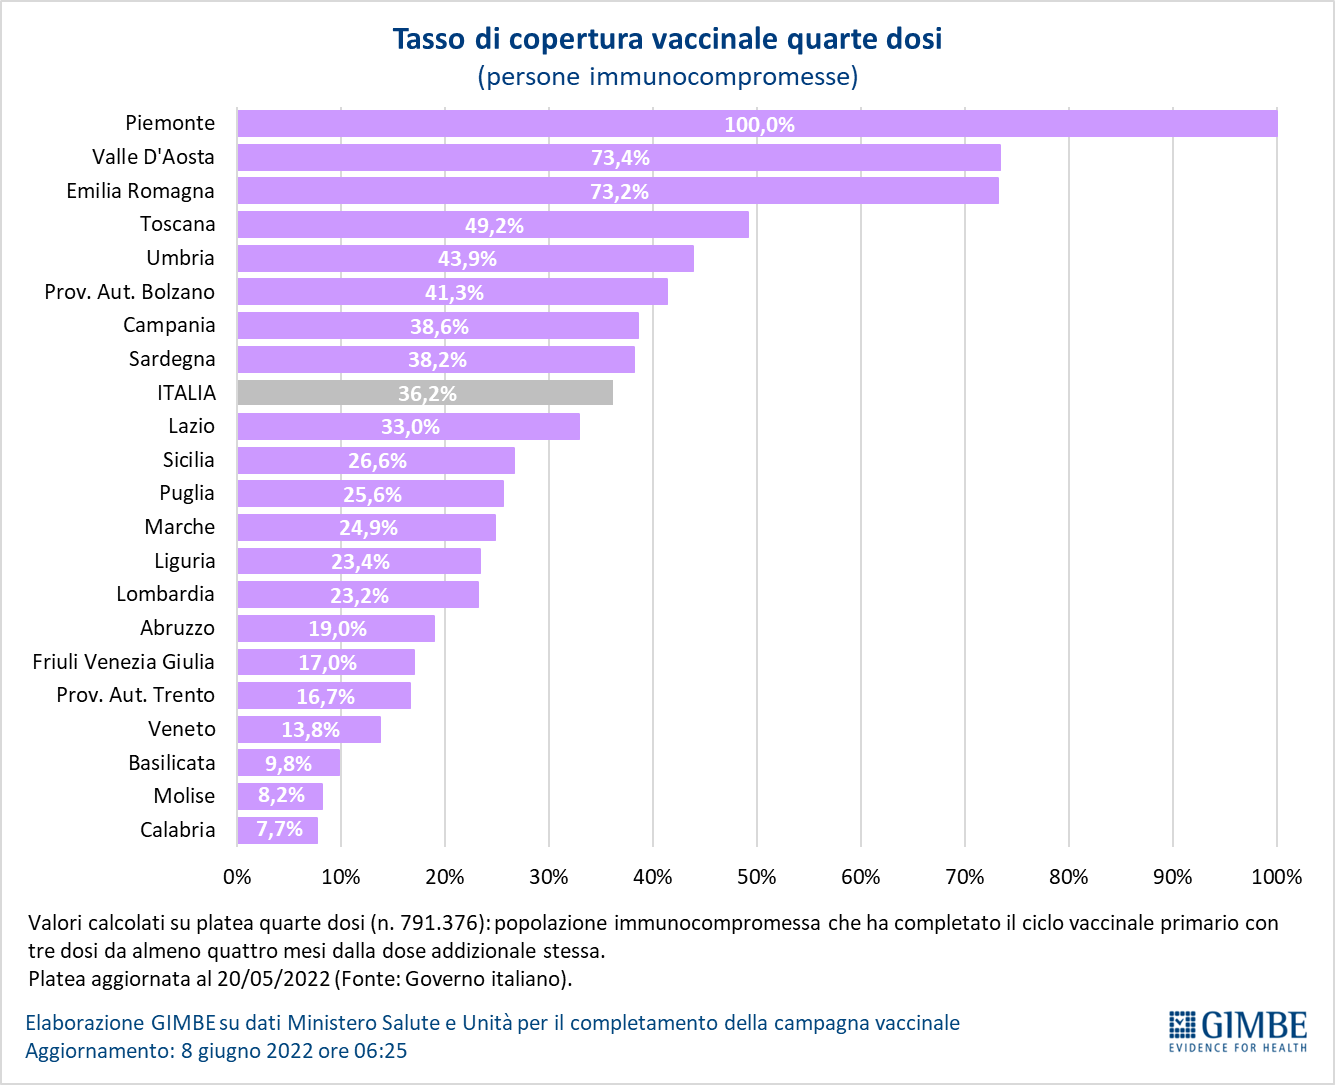 Tasso di copertura vaccinale quarte dosi
(persone immunocompromesse)
Piemonte 100,0%
Valle D'Aosta 73,4%
Emilia Romagna 73,2%
Toscana 49,2%
Umbria 43,9%
Prov. Aut. Bolzano 41,3%
Campania 38,6%
Sardegna 38,2%
ITALIA 36,2%
Lazio 33,0%
Sicilia 26,6%
Puglia 25,6%
Marche 24,9%
Liguria 23,4%
Lombardia 23,2%
Abruzzo 19,0%
Friuli Venezia Giulia 17,0%
Prov. Aut. Trento 16,7%
Veneto 13,8%
Basilicata 9,8%
Molise 8,2%
Calabria 7,7%
0% 10% 20% 30% 40% 50% 60% 70% 80% 90% 100%
Valori calcolati su platea quarte dosi (n. 791.376): popolazione immunocompromessa che ha completato il ciclo vaccinale primario con
tre dosi da almeno quattro mesi dalla dose addizionale stessa.
Platea aggiornata al 20/05/2022 (Fonte: Governo italiano).
Elaborazione GIMBE su dati Ministero Salute e Unità per il completamento della campagna vaccinale
Aggiornamento: 8 giugno 2022 ore 06:25
GIMBE
EVIDENCE FOR HEALTH